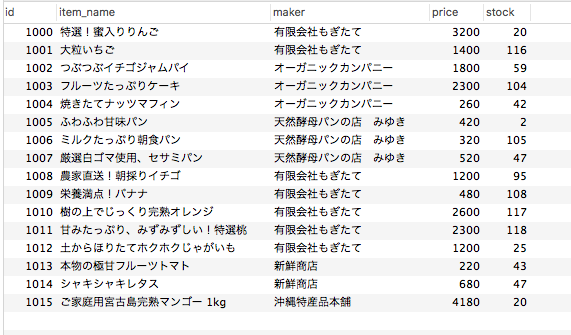 id item_name maker price stock
1000 特選！蜜入りりんご 有限会社もぎたて 3200 20
1001 大粒いちご 有限会社もぎたて 1400 116
1002 つぶつぶイチゴジャムパイ オーガニックカンパニー 1800 59
1003 フルーツたっぷりケーキ オーガニックカンパニー 2300 104
1004 焼きたてナッツマフィン オーガニックカンパニー 260 42
1005 ふわふわ甘味パン 天然酵母パンの店　みゆき 420 2
1006 ミルクたっぷり朝食パン 天然酵母パンの店　みゆき 320 105
1007 厳選白ゴマ使用、セサミパン 天然酵母パンの店　みゆき 520 47
1008 農家直送！朝採りイチゴ 有限会社もぎたて 1200 95
1009 栄養満点！バナナ 有限会社もぎたて 480 108
1010 樹の上でじっくり完熟オレンジ 有限会社もぎたて 2600 117
1011 甘みたっぷり、みずみずしい！特選桃 有限会社もぎたて 2300 118
1012 土からほりたてホクホクじゃがいも 有限会社もぎたて 1200 25
1013 本物の極甘フルーツトマト 新鮮商店 220 43
1014 シャキシャキレタス 新鮮商店 680 47
1015 ご家庭用宮古島完熟マンゴー 1kg 沖縄特産品本舗 4180 20